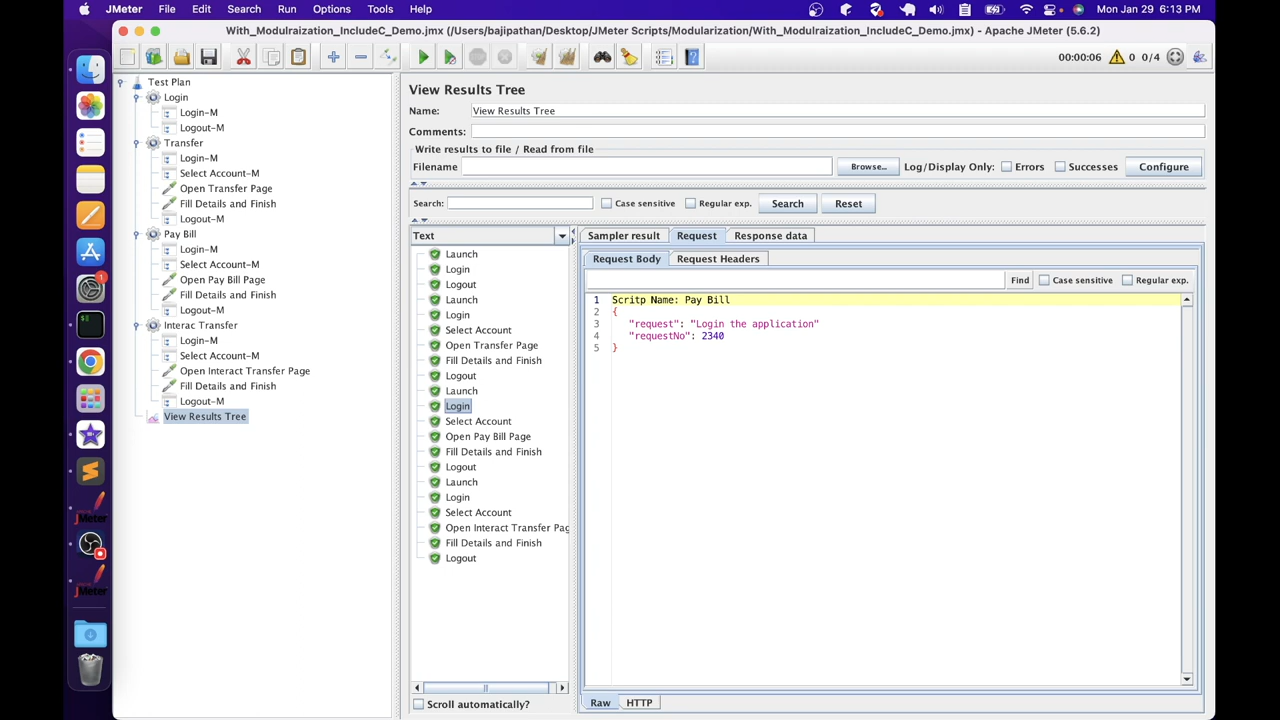 JMeter File Edit Search Run Options Tools Help Mon Jan 29 6:13 PM
With_Modulraization_IncludeC_Demo.jmx (/Users/bajipathan/Desktop/JMeter Scripts/Modularization/With_Modulraization_IncludeC_Demo.jmx) - Apache JMeter (5.6.2)
00:00:06 0 0/4
Test Plan
Login
Login-M
Logout-M
Transfer
Login-M
Select Account-M
Open Transfer Page
Fill Details and Finish
Logout-M
Pay Bill
Login-M
Select Account-M
Open Pay Bill Page
Fill Details and Finish
Logout-M
Interac Transfer
Login-M
Select Account-M
Open Interact Transfer Page
Fill Details and Finish
Logout-M
View Results Tree
View Results Tree
Name: View Results Tree
Comments:
Write results to file / Read from file
Filename Browse... Log/Display Only: Errors Successes Configure
Search: Case sensitive Regular exp. Search Reset
Text
Launch
Login
Logout
Launch
Login
Select Account
Open Transfer Page
Fill Details and Finish
Logout
Launch
Login
Select Account
Open Pay Bill Page
Fill Details and Finish
Logout
Launch
Login
Select Account
Open Interact Transfer Pag
Fill Details and Finish
Logout
Scroll automatically?
Sampler result Request Response data
Request Body Request Headers
Find Case sensitive Regular exp.
1 Scritp Name: Pay Bill
2 {
3 "request": "Login the application"
4 "requestNo": 2340
5 }
Raw HTTP
1
JMeter
JMeter